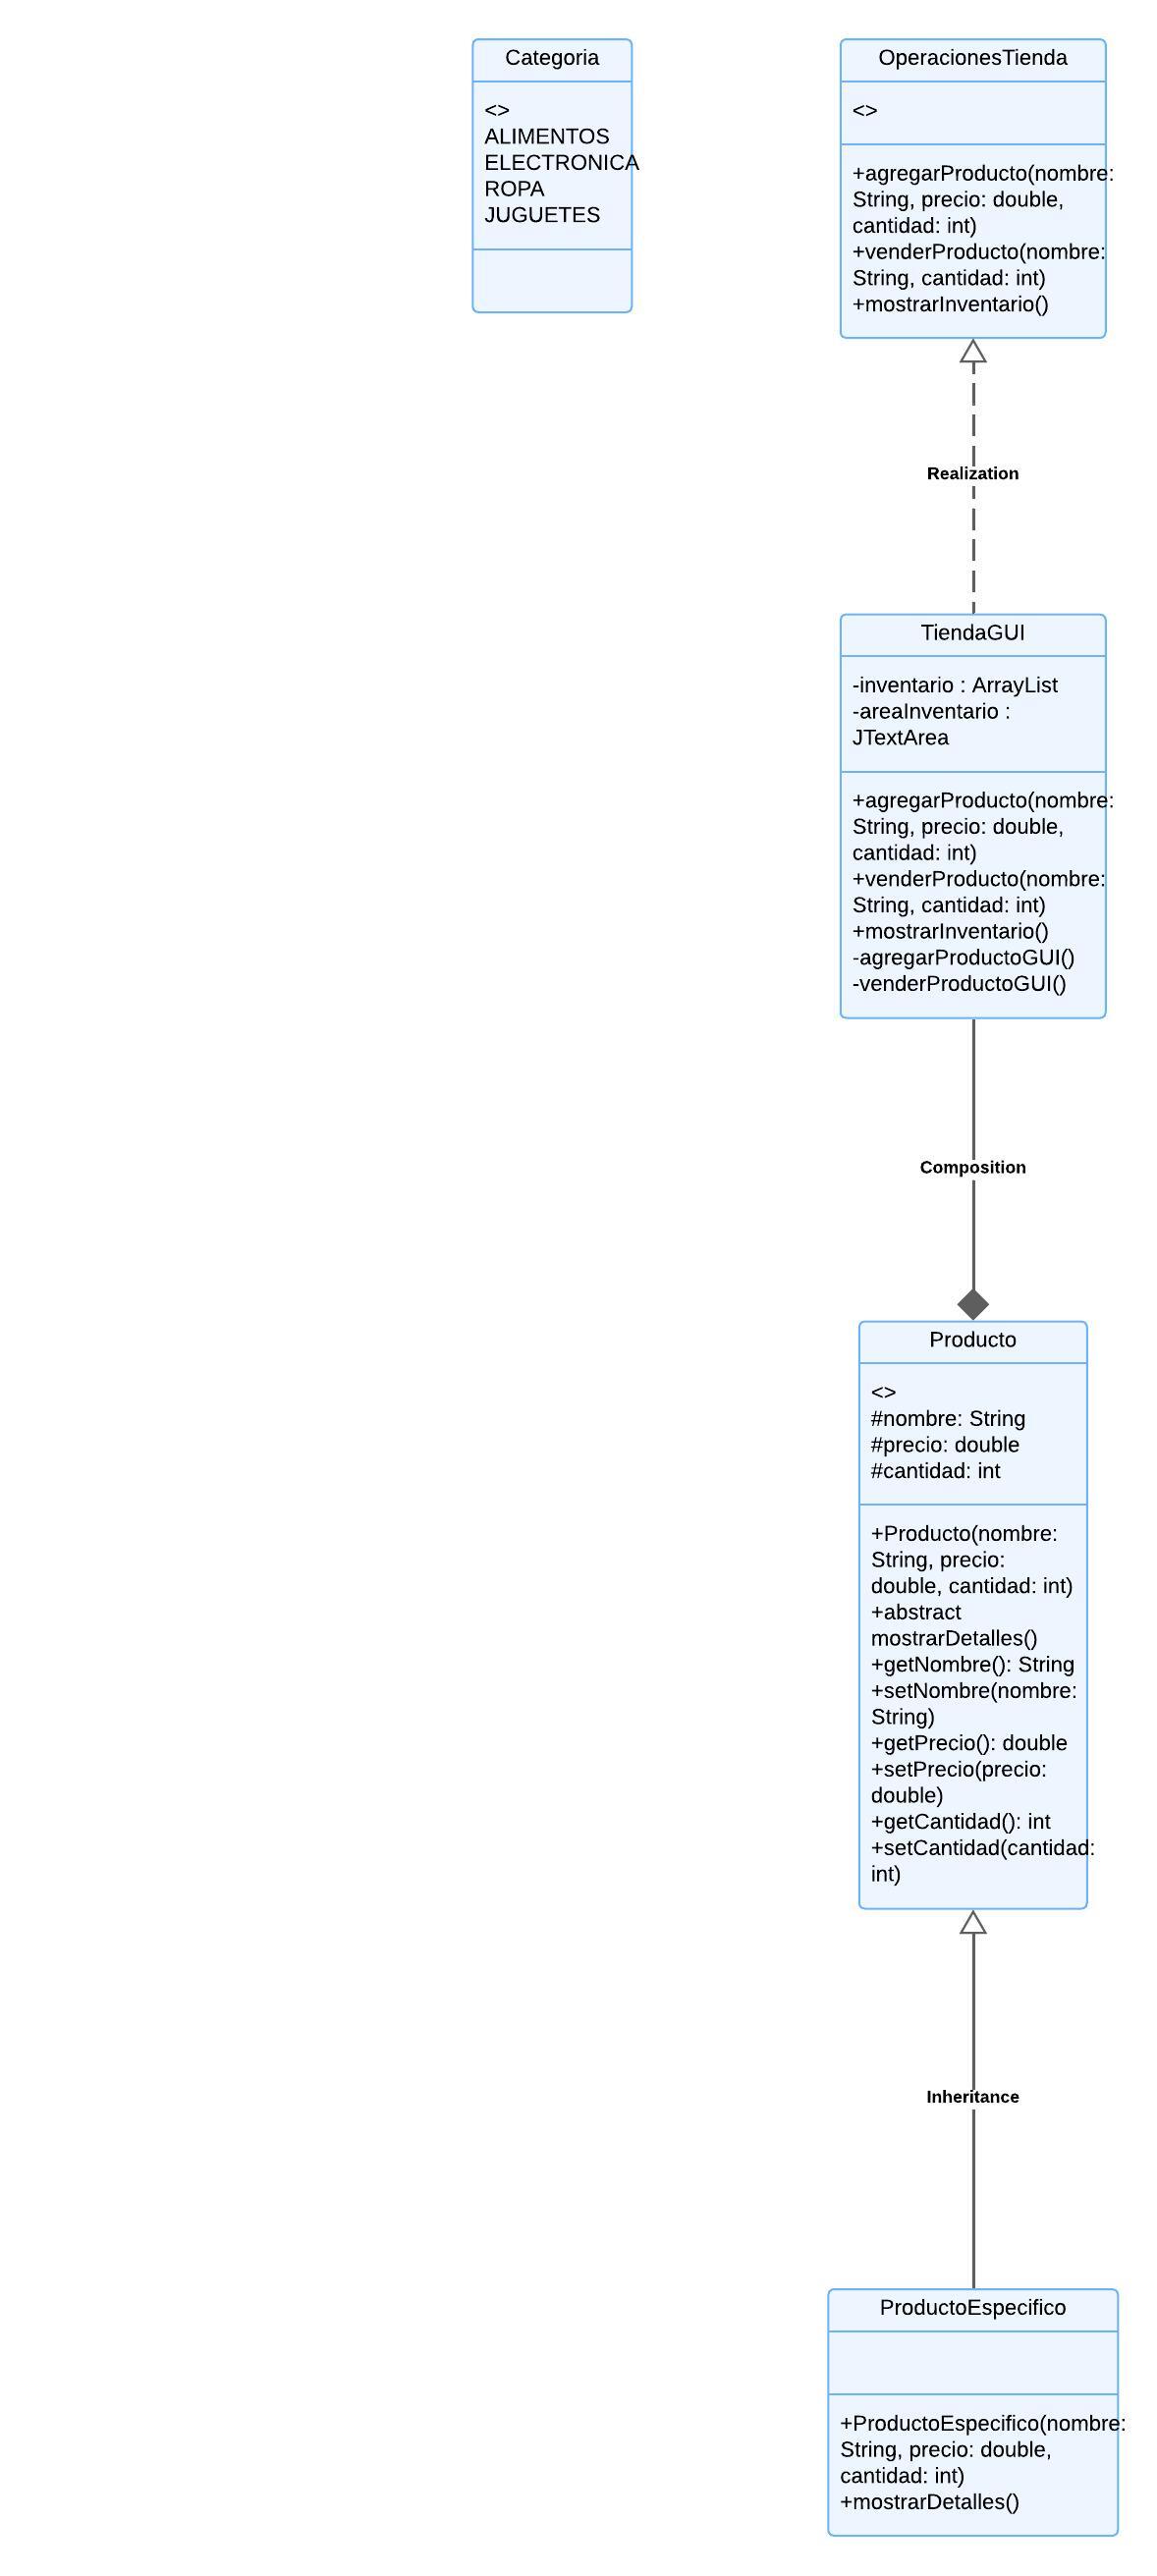 Categoria
<>
ALIMENTOS
ELECTRONICA
ROPA
JUGUETES
OperacionesTienda
<>
+agregarProducto(nombre:
String, precio: double,
cantidad: int)
+venderProducto(nombre:
String, cantidad: int)
+mostrarInventario()
Realization
TiendaGUI
-inventario : ArrayList
-areaInventario :
JTextArea
+agregarProducto(nombre:
String, precio: double,
cantidad: int)
+venderProducto(nombre:
String, cantidad: int)
+mostrarInventario()
-agregarProductoGUI()
-venderProductoGUI()
Composition
Producto
<>
#nombre: String
#precio: double
#cantidad: int
+Producto(nombre:
String, precio:
double, cantidad: int)
+abstract
mostrarDetalles()
+getNombre(): String
+setNombre(nombre:
String)
+getPrecio(): double
+setPrecio(precio:
double)
+getCantidad(): int
+setCantidad(cantidad:
int)
Inheritance
ProductoEspecifico
+ProductoEspecifico(nombre:
String, precio: double,
cantidad: int)
+mostrarDetalles()